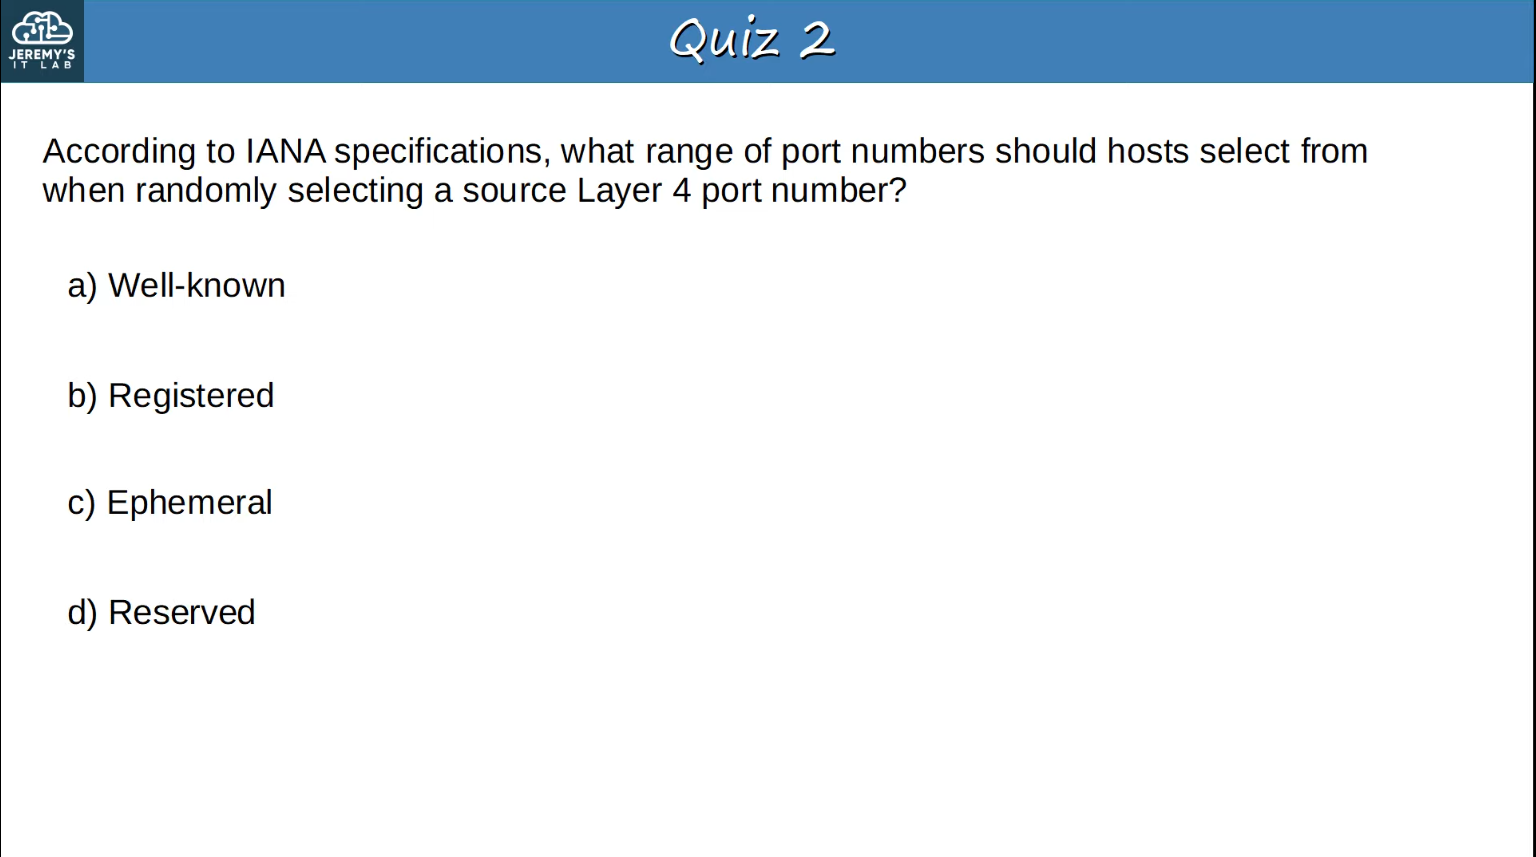 JEREMY'S
IT LAB
Quiz 2
According to IANA specifications, what range of port numbers should hosts select from
when randomly selecting a source Layer 4 port number?
a) Well-known
b) Registered
c) Ephemeral
d) Reserved